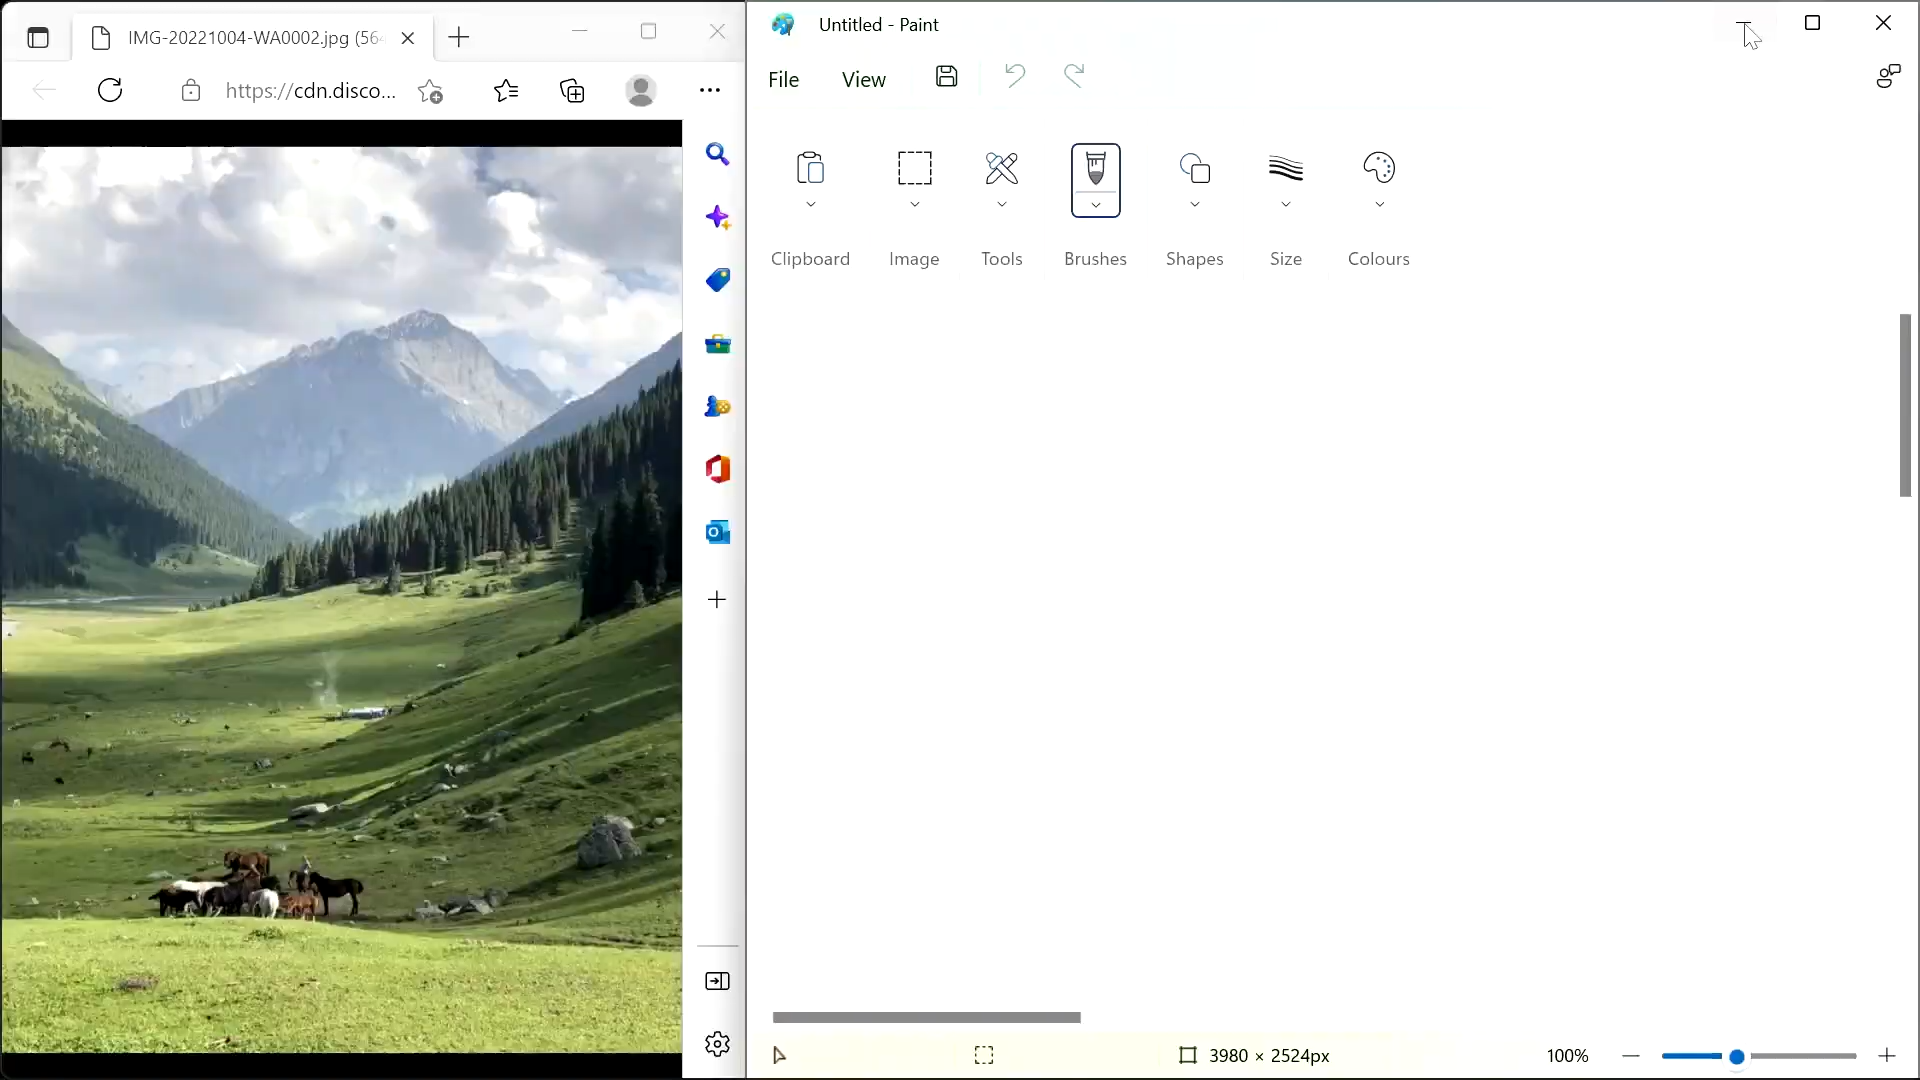 IMG-20221004-WA0002.jpg (56
https://cdn.disco...
Untitled - Paint
File View
Clipboard Image Tools Brushes Shapes Size Colours
3980 × 2524px
100%